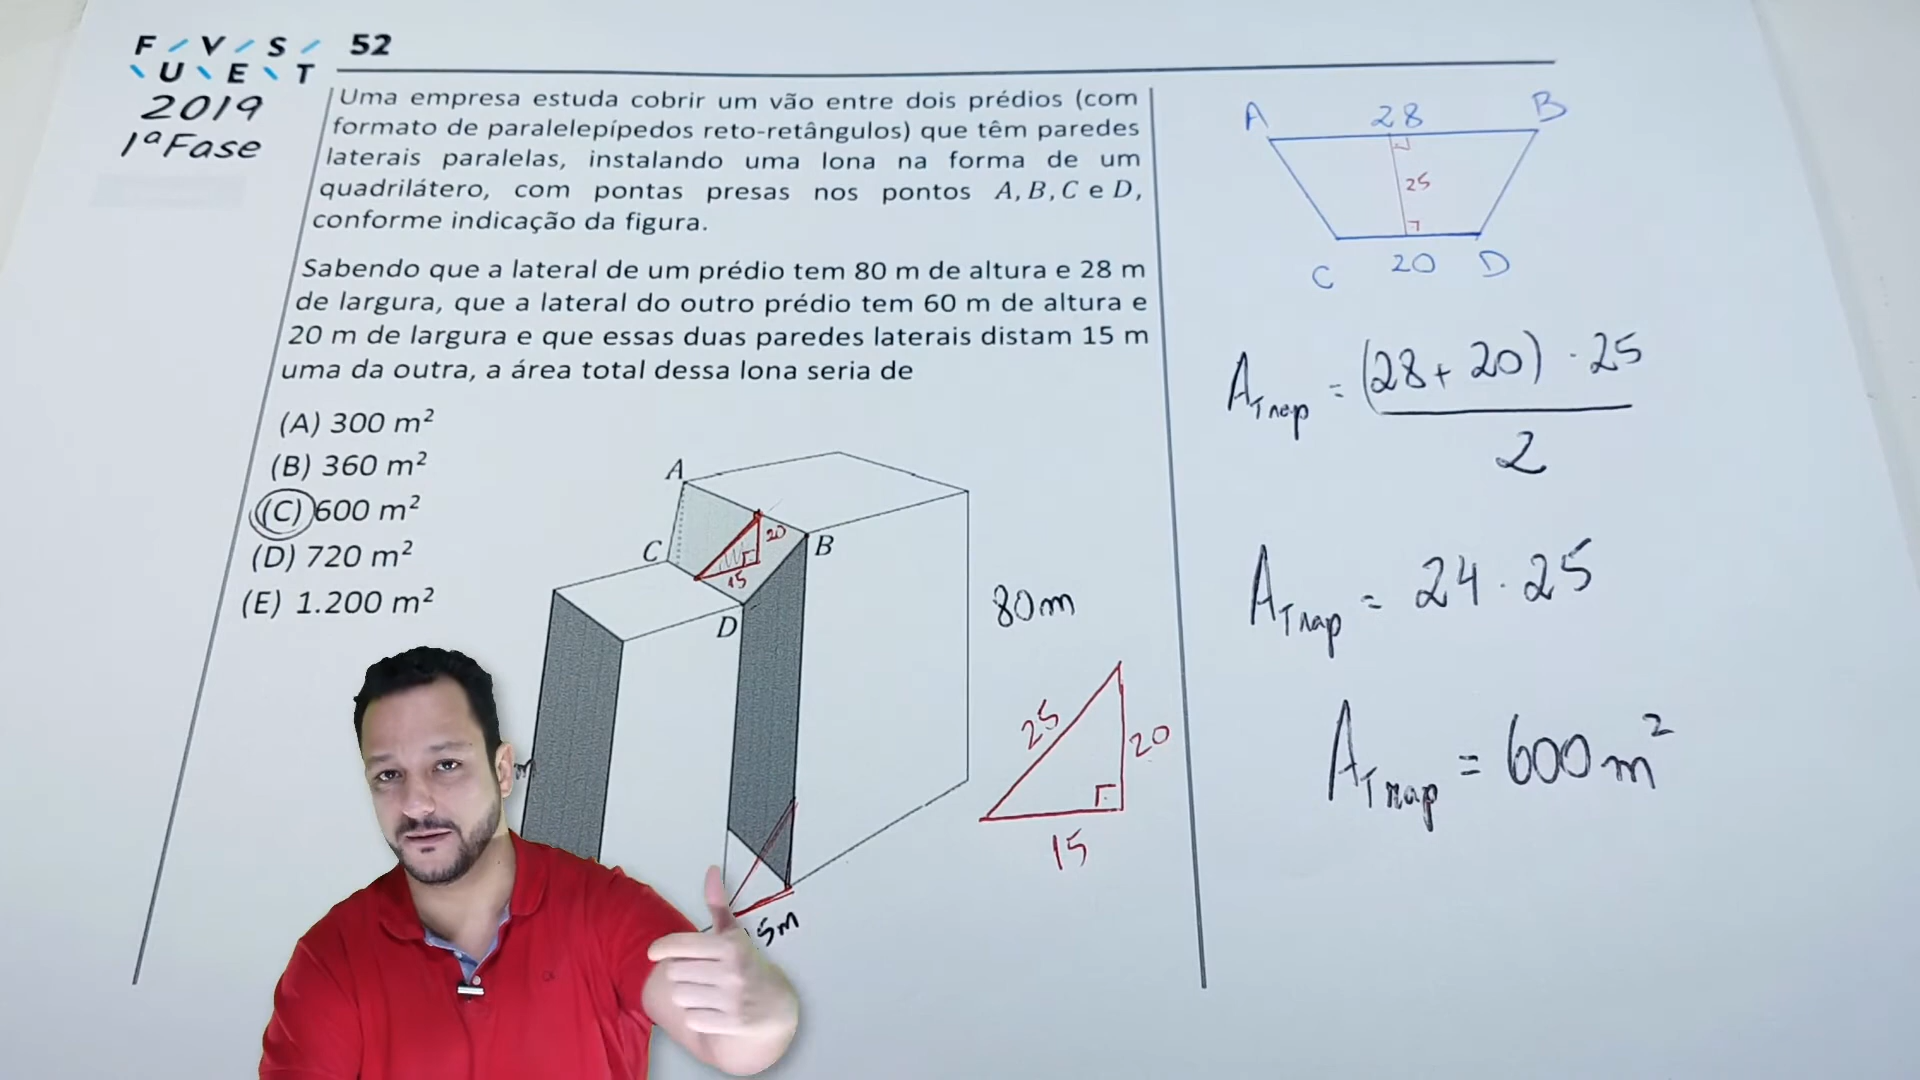 F / V / S /
\ U \ E \ T
52
2019
1ª Fase
Uma empresa estuda cobrir um vão entre dois prédios (com
formato de paralelepípedos reto-retângulos) que têm paredes
laterais paralelas, instalando uma lona na forma de um
quadrilátero, com pontas presas nos pontos A, B, C e D,
conforme indicação da figura.
Sabendo que a lateral de um prédio tem 80 m de altura e 28 m
de largura, que a lateral do outro prédio tem 60 m de altura e
20 m de largura e que essas duas paredes laterais distam 15 m
uma da outra, a área total dessa lona seria de
(A) 300 m²
(B) 360 m²
(C) 600 m²
(D) 720 m²
(E) 1.200 m²
A
C
B
D
20
15
80m
m
5m
25
20
15
A 28 B
25
C 20 D
A_Trap = (28 + 20) · 25
2
A_Trap = 24 · 25
A_Trap = 600 m²